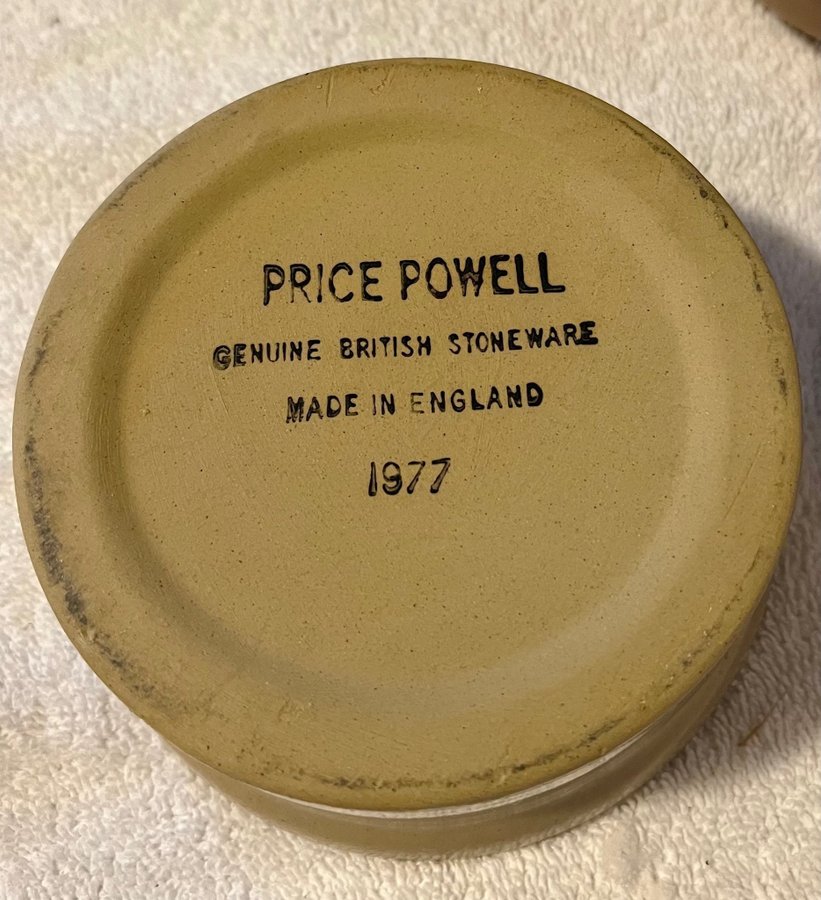 PRICE POWELL
GENUINE BRITISH STONEWARE
MADE IN ENGLAND
1977